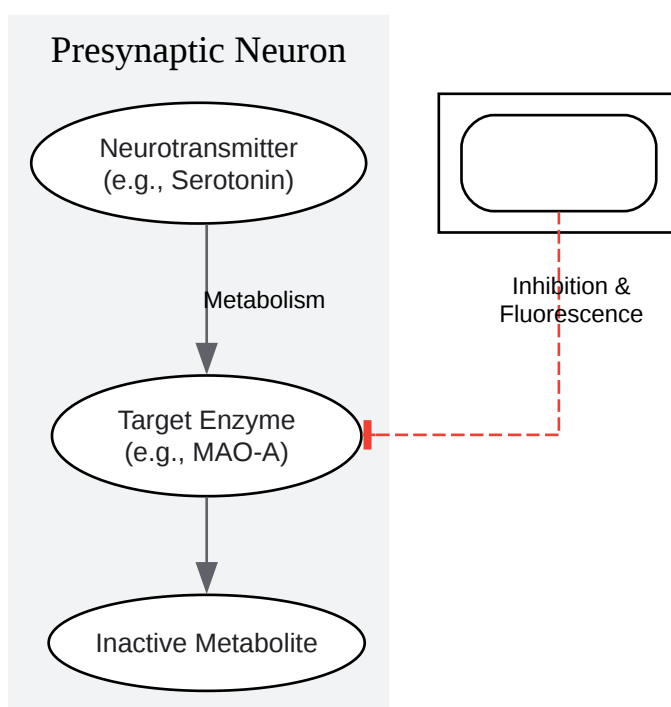 Presynaptic Neuron
Neurotransmitter
(e.g., Serotonin)
Metabolism
Inhibition &
Fluorescence
Target Enzyme
(e.g., MAO-A)
Inactive Metabolite